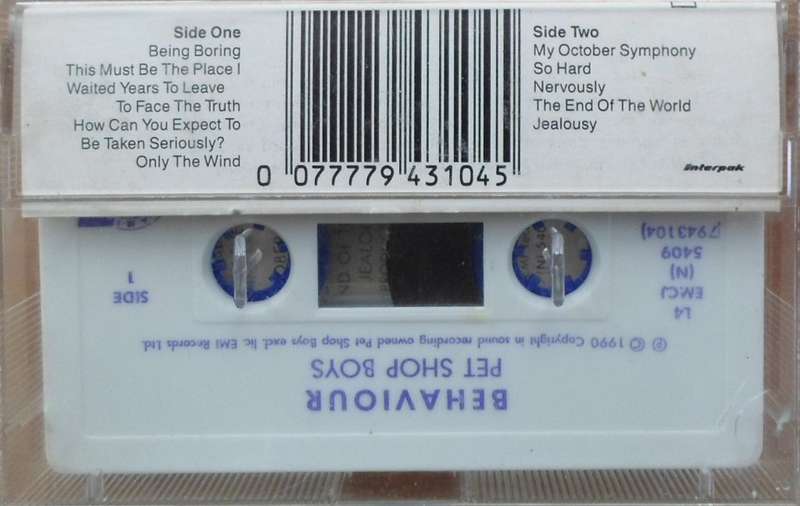 Side One
Being Boring
This Must Be The Place I
Waited Years To Leave
To Face The Truth
How Can You Expect To
Be Taken Seriously?
Only The Wind
0 077779 431045
Side Two
My October Symphony
So Hard
Nervously
The End Of The World
Jealousy
interpak
BEHAVIOUR
PET SHOP BOYS
℗ © 1990 Copyright in sound recording owned Pet Shop Boys excl. lic. EMI Records Ltd.
SIDE
1
L4
EMCJ
(N)
5409
(7943104)